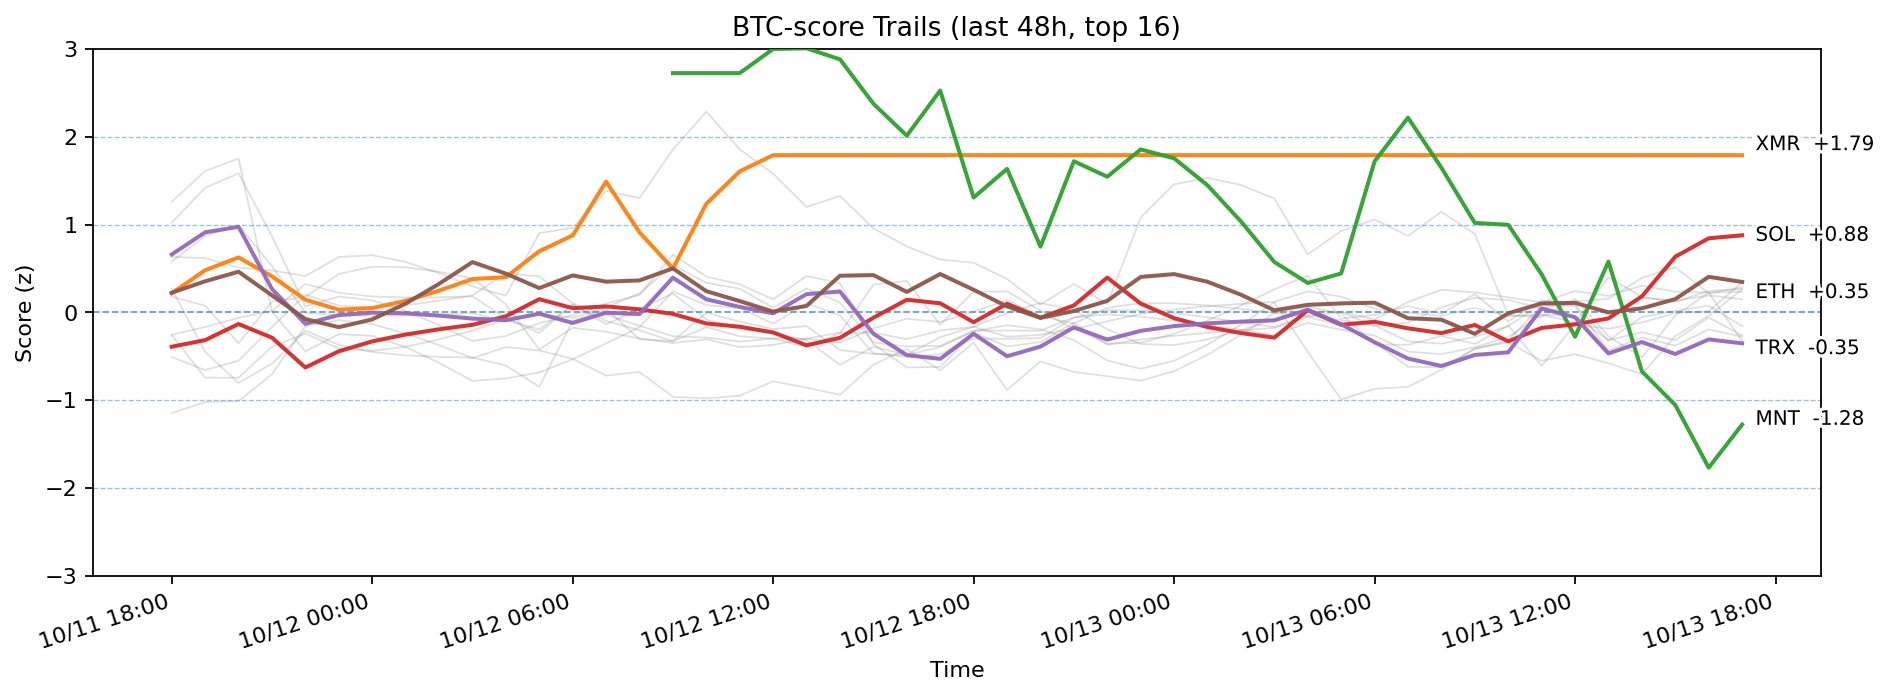 BTC-score Trails (last 48h, top 16)
Score (z)
3
2
1
0
−1
−2
−3
XMR +1.79
SOL +0.88
ETH +0.35
TRX -0.35
MNT -1.28
10/11 18:00
10/12 00:00
10/12 06:00
10/12 12:00
10/12 18:00
10/13 00:00
10/13 06:00
10/13 12:00
10/13 18:00
Time